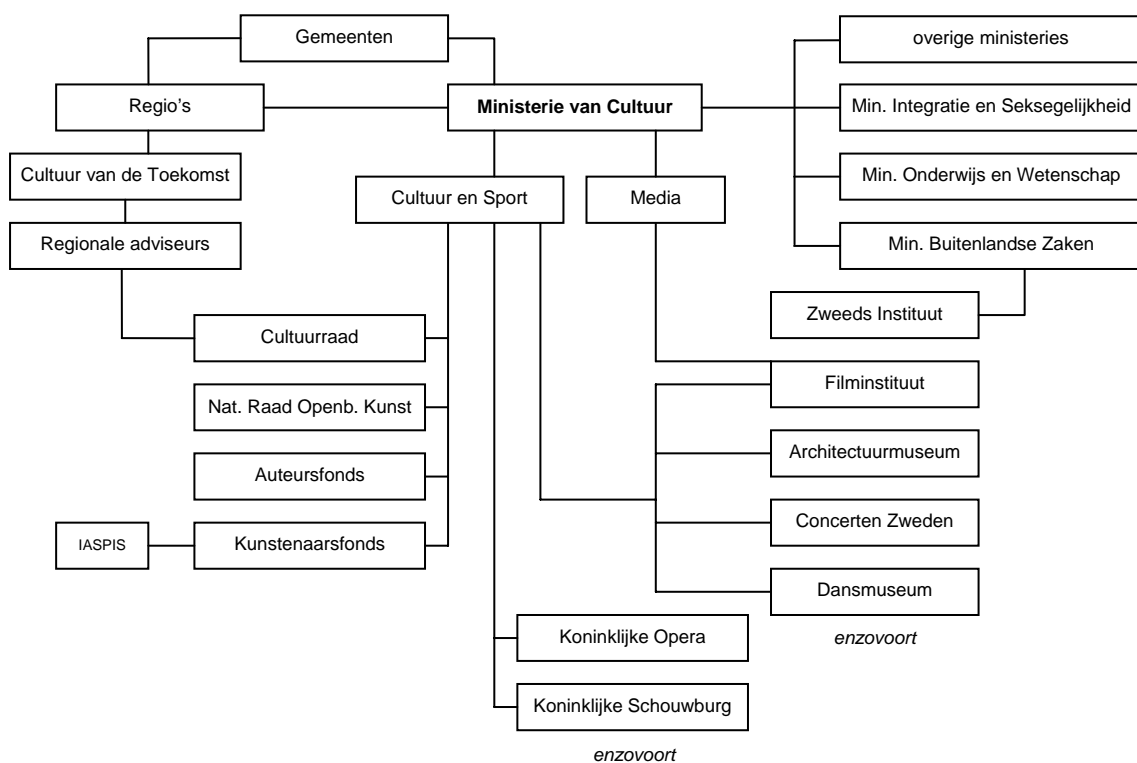 Gemeenten
overige ministeries
Regio's
Ministerie van Cultuur
Min. Integratie en Seksegelijkheid
Cultuur van de Toekomst
Cultuur en Sport
Media
Min. Onderwijs en Wetenschap
Regionale adviseurs
Min. Buitenlandse Zaken
Zweeds Instituut
Cultuurraad
Filminstituut
Nat. Raad Openb. Kunst
Architectuurmuseum
Auteursfonds
Concerten Zweden
IASPIS
Kunstenaarsfonds
Dansmuseum
enzovoort
Koninklijke Opera
Koninklijke Schouwburg
enzovoort